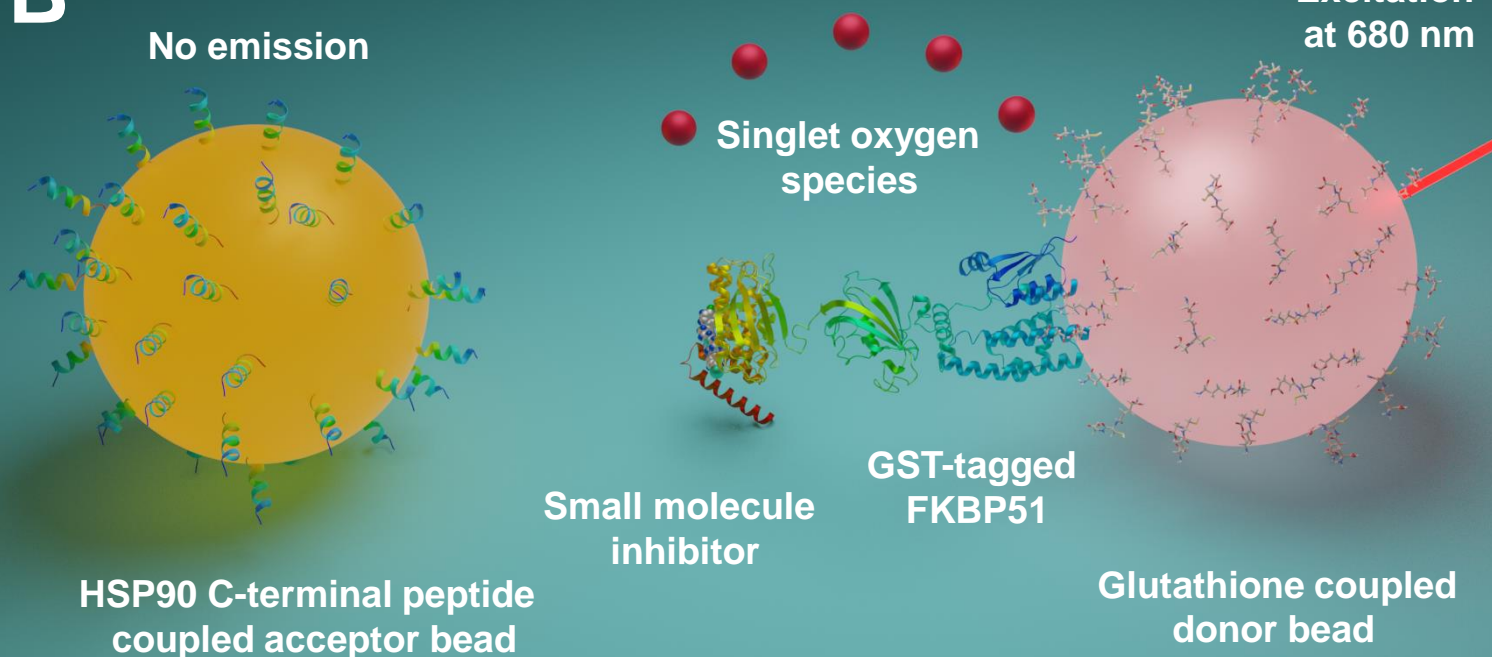 B
Excitation
at 680 nm
No emission
Singlet oxygen
species
GST-tagged
FKBP51
Small molecule
inhibitor
HSP90 C-terminal peptide
coupled acceptor bead
Glutathione coupled
donor bead